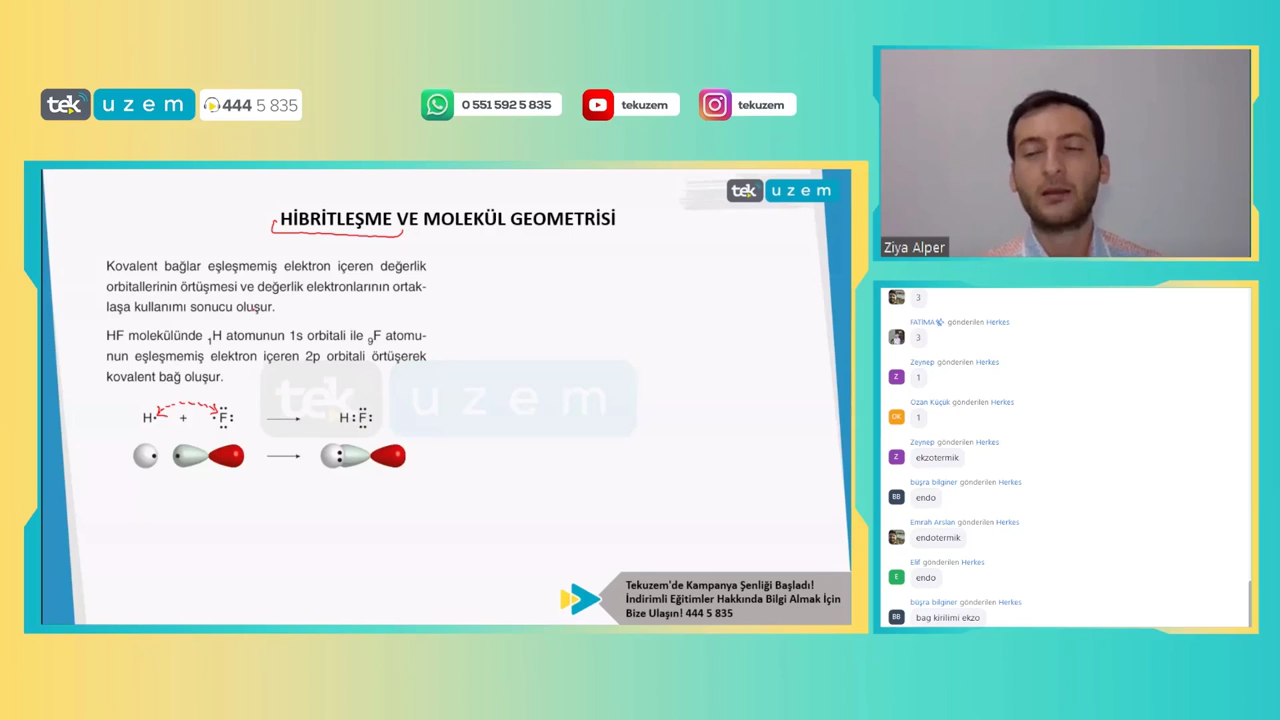 tek uzem 444 5 835
0 551 592 5 835
tekuzem
tekuzem
tek uzem
HİBRİTLEŞME VE MOLEKÜL GEOMETRİSİ
Kovalent bağlar eşleşmemiş elektron içeren değerlik
orbitallerinin örtüşmesi ve değerlik elektronlarının ortak-
laşa kullanımı sonucu oluşur.
HF molekülünde ₁H atomunun 1s orbitali ile ₉F atomu-
nun eşleşmemiş elektron içeren 2p orbitali örtüşerek
kovalent bağ oluşur.
tek uzem
H· + ·F: → H:F:
Tekuzem'de Kampanya Şenliği Başladı!
İndirimli Eğitimler Hakkında Bilgi Almak İçin
Bize Ulaşın! 444 5 835
Ziya Alper
3
FATİMA gönderilen Herkes
3
Zeynep gönderilen Herkes
Z 1
Ozan Küçük gönderilen Herkes
OK 1
Zeynep gönderilen Herkes
Z ekzotermik
büşra bilginer gönderilen Herkes
BB endo
Emrah Arslan gönderilen Herkes
endotermik
Elif gönderilen Herkes
E endo
büşra bilginer gönderilen Herkes
BB bag kirilimi ekzo